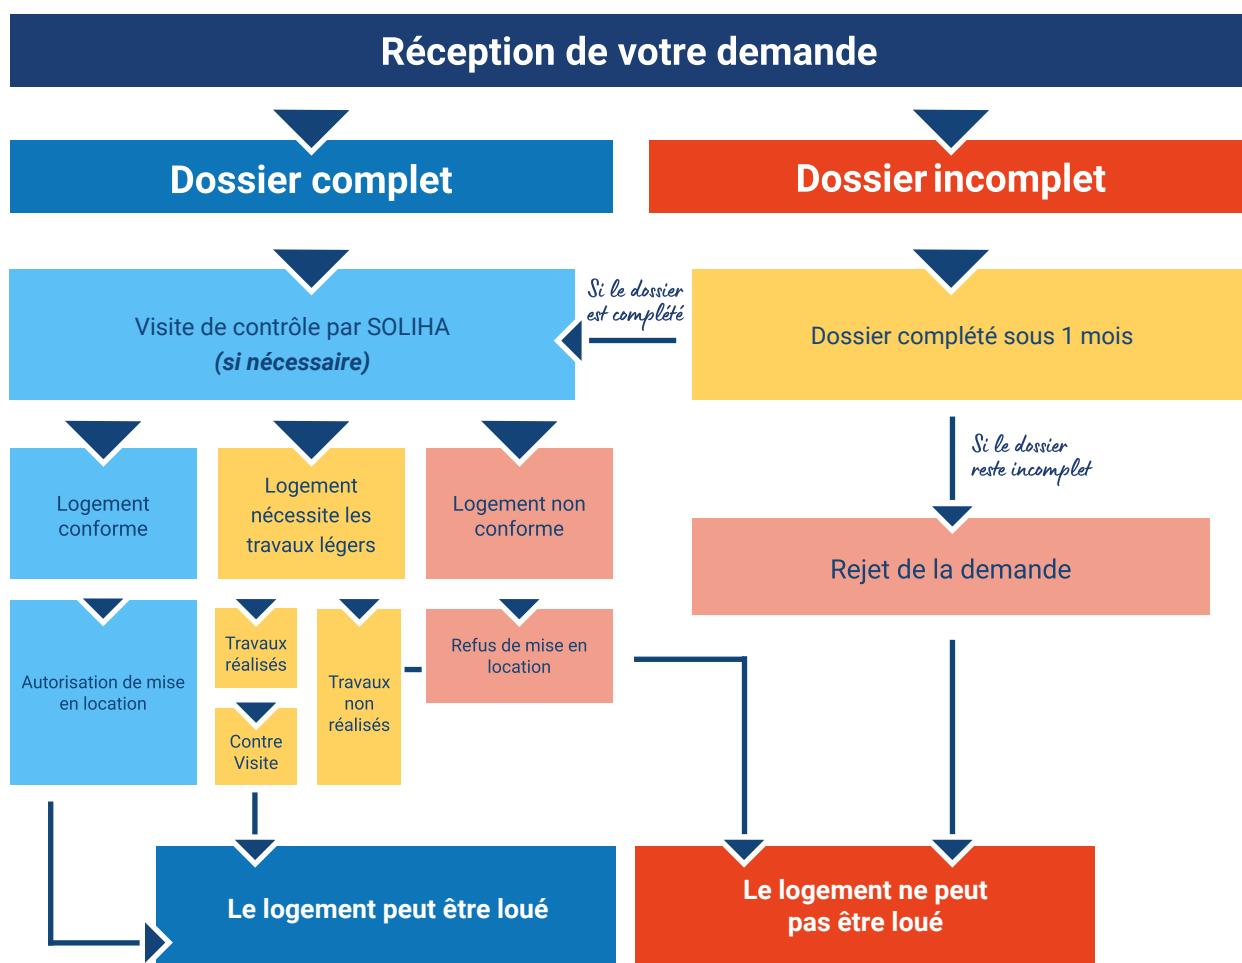 Réception de votre demande
Dossier complet
Dossier incomplet
Visite de contrôle par SOLIHA
(si nécessaire)
Si le dossier
est complété
Dossier complété sous 1 mois
Si le dossier
reste incomplet
Logement
conforme
Logement
nécessite les
travaux légers
Logement non
conforme
Rejet de la demande
Autorisation de mise
en location
Travaux
réalisés
Contre
Visite
Travaux
non
réalisés
Refus de mise en
location
Le logement peut être loué
Le logement ne peut
pas être loué